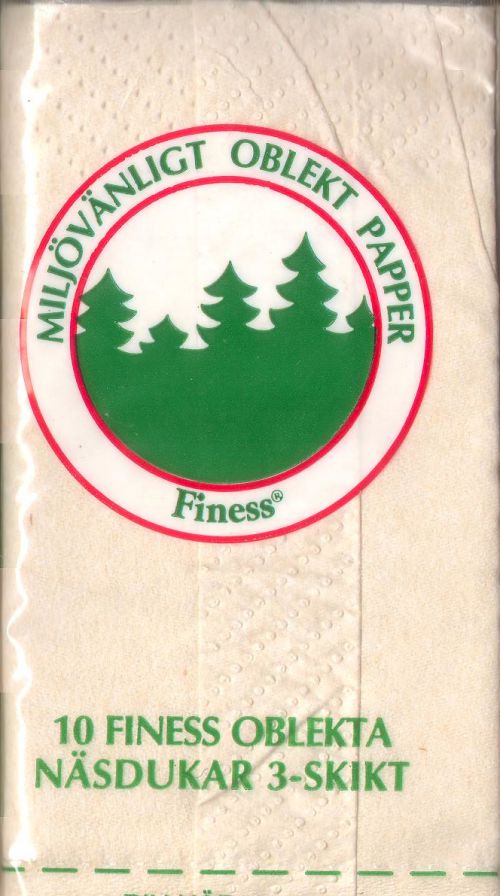 MILJÖVÄNLIGT OBLEKT PAPPER
Finess®
10 FINESS OBLEKTA
NÄSDUKAR 3-SKIKT